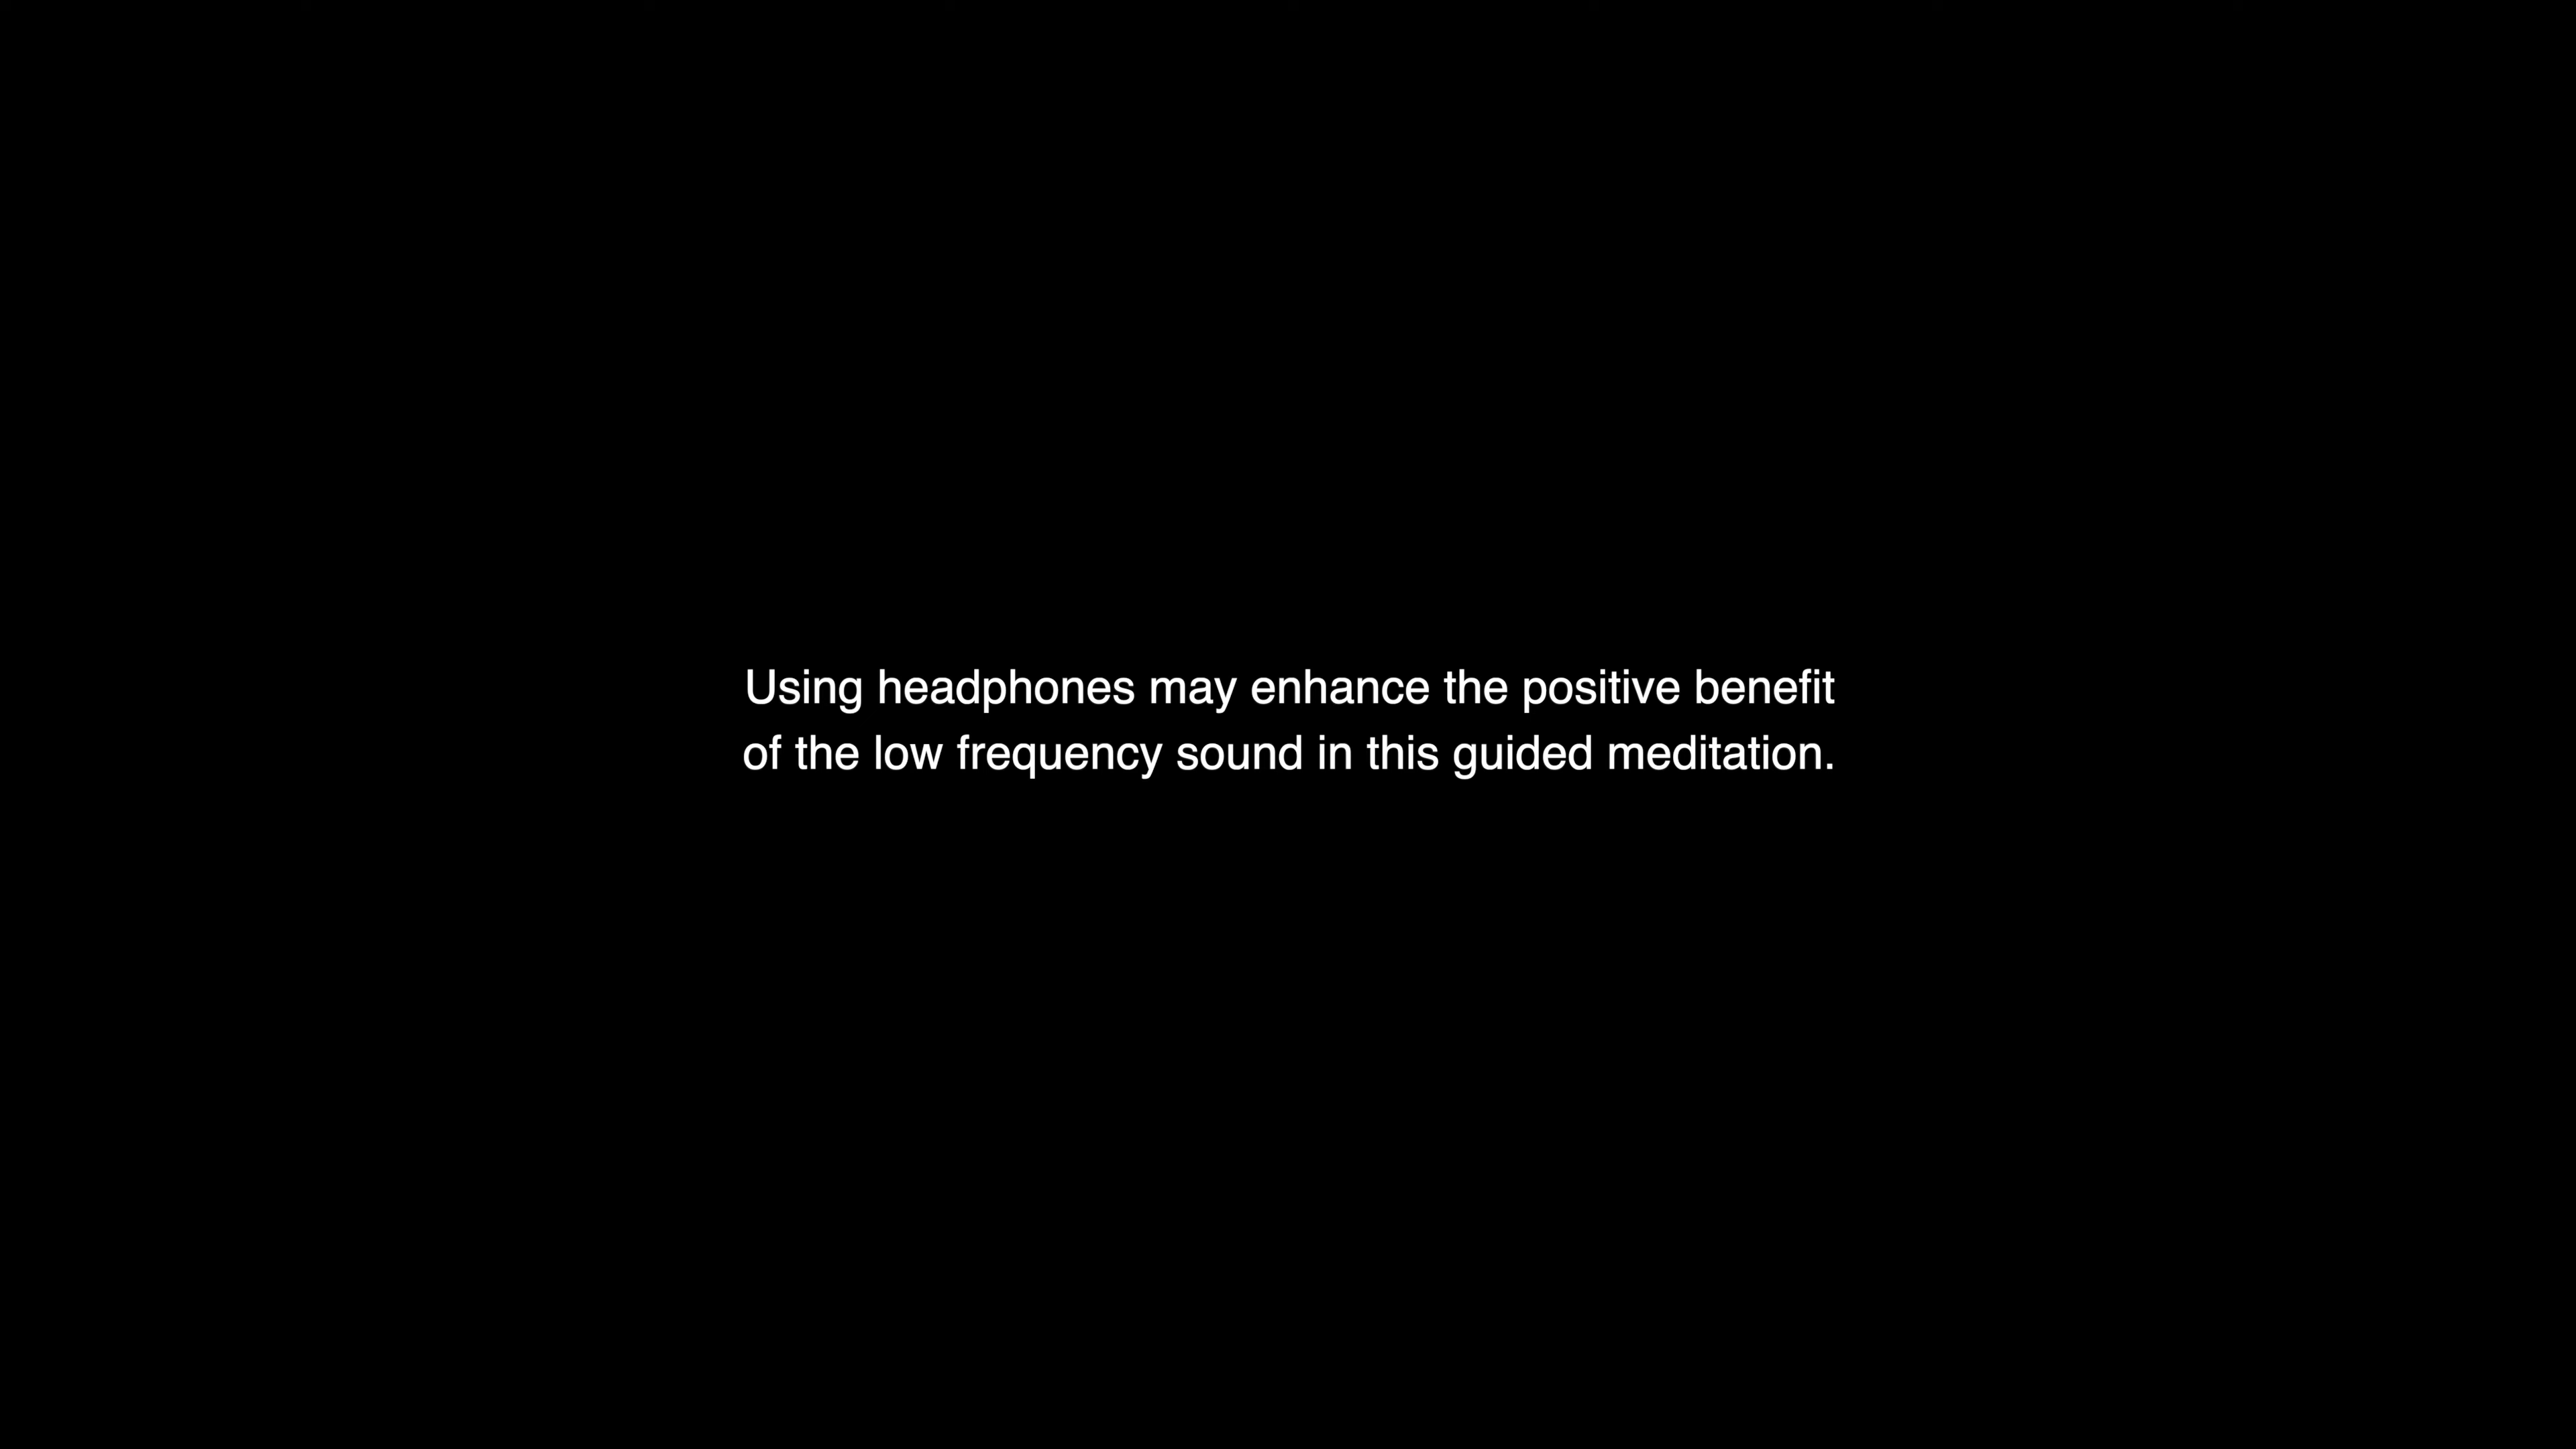 Using headphones may enhance the positive benefit
of the low frequency sound in this guided meditation.